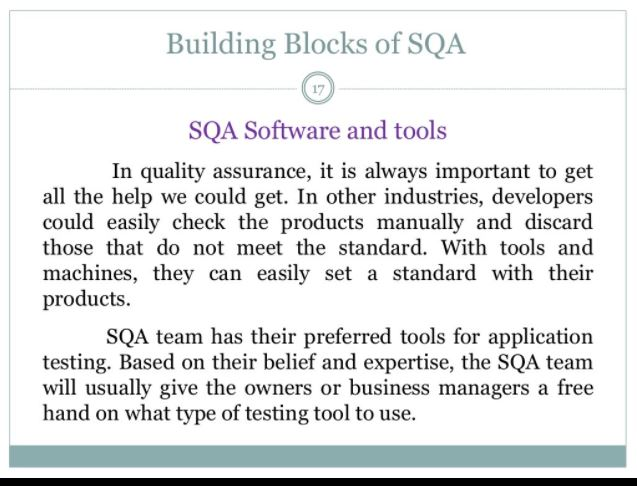 Building Blocks of SQA
17
SQA Software and tools
In quality assurance, it is always important to get
all the help we could get. In other industries, developers
could easily check the products manually and discard
those that do not meet the standard. With tools and
machines, they can easily set a standard with their
products.
SQA team has their preferred tools for application
testing. Based on their belief and expertise, the SQA team
will usually give the owners or business managers a free
hand on what type of testing tool to use.